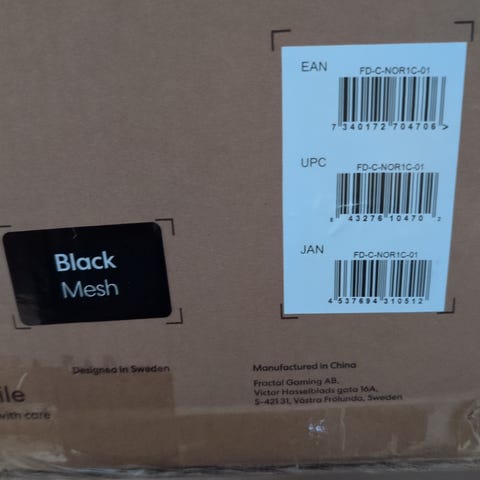 EAN
FD-C-NOR1C-01
7 340172 704706 >
UPC
FD-C-NOR1C-01
8 43276 10470 2
JAN
FD-C-NOR1C-01
4 537694 310512
Black
Mesh
Designed in Sweden
Manufactured in China
Fractal Gaming AB,
Victor Hasselblads gata 16A,
S-421 31, Västra Frölunda, Sweden
ile
with care